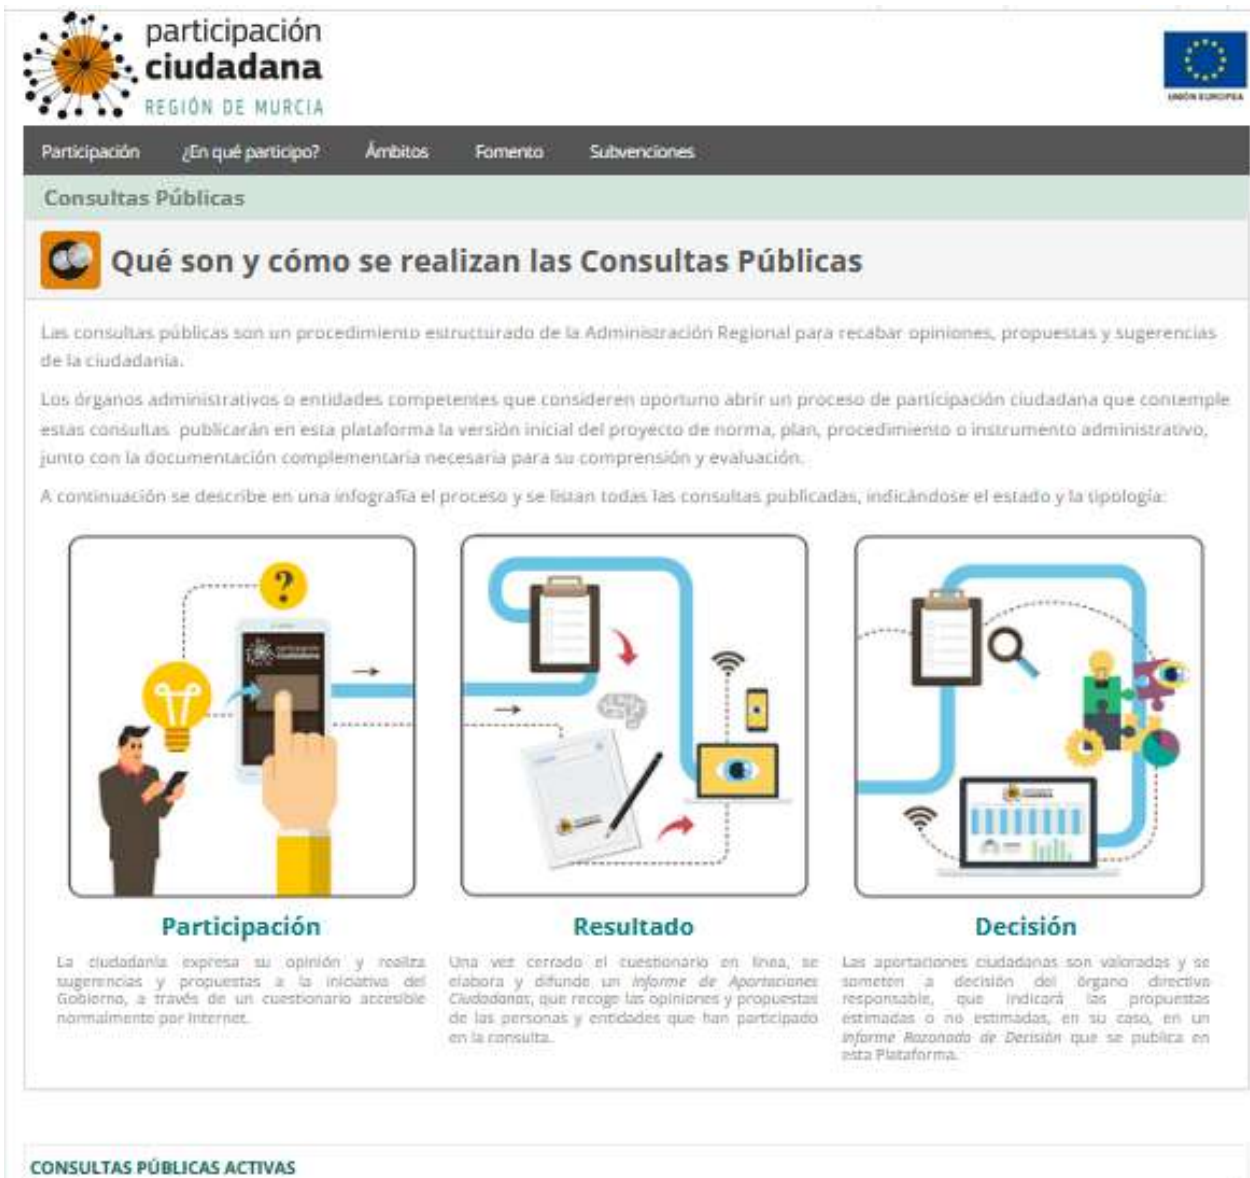 participación
ciudadana
REGIÓN DE MURCIA
UNIÓN EUROPEA
Participación ¿En qué participo? Ámbitos Fomento Subvenciones
Consultas Públicas
Qué son y cómo se realizan las Consultas Públicas
Las consultas públicas son un procedimiento estructurado de la Administración Regional para recabar opiniones, propuestas y sugerencias
de la ciudadanía.
Los órganos administrativos o entidades competentes que consideren oportuno abrir un proceso de participación ciudadana que contemple
estas consultas publicarán en esta plataforma la versión inicial del proyecto de norma, plan, procedimiento o instrumento administrativo,
junto con la documentación complementaria necesaria para su comprensión y evaluación.
A continuación se describe en una infografía el proceso y se listan todas las consultas publicadas, indicándose el estado y la tipología:
?
participación
ciudadana
Participación
La ciudadanía expresa su opinión y realiza
sugerencias y propuestas a la iniciativa del
Gobierno, a través de un cuestionario accesible
normalmente por Internet.
Resultado
Una vez cerrado el cuestionario en línea, se
elabora y difunde un Informe de Aportaciones
Ciudadanas, que recoge las opiniones y propuestas
de las personas y entidades que han participado
en la consulta.
Decisión
Las aportaciones ciudadanas son valoradas y se
someten a decisión del órgano directivo
responsable, que indicará las propuestas
estimadas o no estimadas, en su caso, en un
Informe Razonado de Decisión que se publica en
esta Plataforma.
CONSULTAS PÚBLICAS ACTIVAS